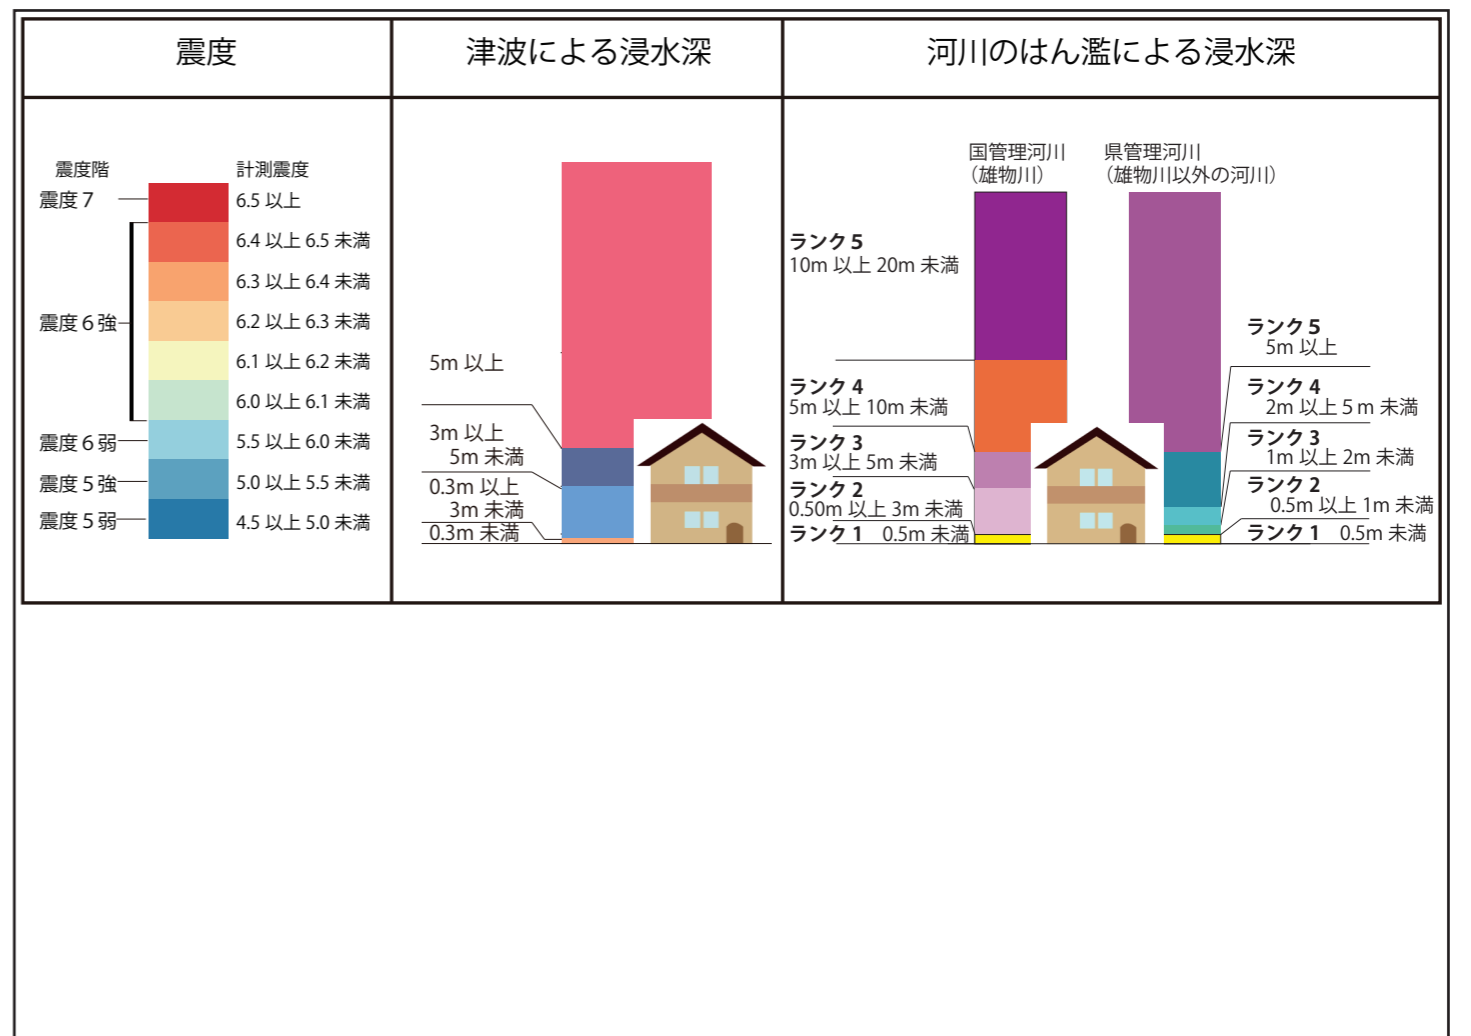 震度
津波による浸水深
河川のはん濫による浸水深
震度階
計測震度
震度7
6.5 以上
6.4 以上 6.5 未満
6.3 以上 6.4 未満
震度6強
6.2 以上 6.3 未満
6.1 以上 6.2 未満
6.0 以上 6.1 未満
震度6弱
5.5 以上 6.0 未満
震度5強
5.0 以上 5.5 未満
震度5弱
4.5 以上 5.0 未満
5m 以上
3m 以上
5m 未満
0.3m 以上
3m 未満
0.3m 未満
国管理河川
（雄物川）
ランク 5
10m 以上 20m 未満
ランク 4
5m 以上 10m 未満
ランク 3
3m 以上 5m 未満
ランク 2
0.50m 以上 3m 未満
ランク 1 0.5m 未満
県管理河川
（雄物川以外の河川）
ランク 5
5m 以上
ランク 4
2m 以上 5 m 未満
ランク 3
1m 以上 2m 未満
ランク 2
0.5m 以上 1m 未満
ランク 1 0.5m 未満